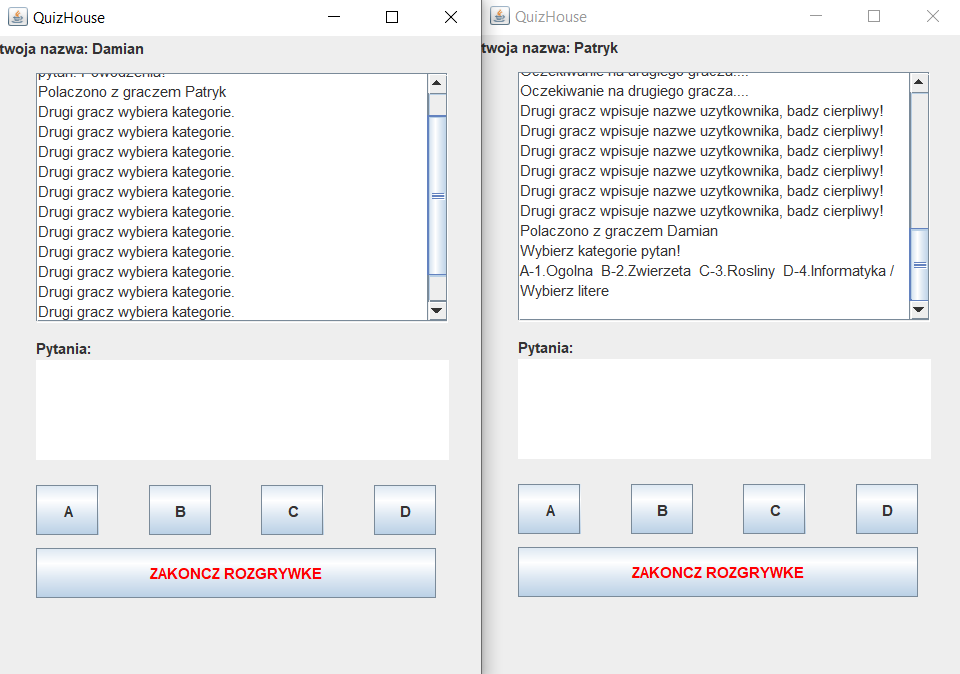 QuizHouse
twoja nazwa: Damian
pytan. Powodzenia!
Polaczono z graczem Patryk
Drugi gracz wybiera kategorie.
Drugi gracz wybiera kategorie.
Drugi gracz wybiera kategorie.
Drugi gracz wybiera kategorie.
Drugi gracz wybiera kategorie.
Drugi gracz wybiera kategorie.
Drugi gracz wybiera kategorie.
Drugi gracz wybiera kategorie.
Drugi gracz wybiera kategorie.
Drugi gracz wybiera kategorie.
Drugi gracz wybiera kategorie.
Pytania:
A B C D
ZAKONCZ ROZGRYWKE
QuizHouse
twoja nazwa: Patryk
Oczekiwanie na drugiego gracza....
Oczekiwanie na drugiego gracza....
Drugi gracz wpisuje nazwe uzytkownika, badz cierpliwy!
Drugi gracz wpisuje nazwe uzytkownika, badz cierpliwy!
Drugi gracz wpisuje nazwe uzytkownika, badz cierpliwy!
Drugi gracz wpisuje nazwe uzytkownika, badz cierpliwy!
Drugi gracz wpisuje nazwe uzytkownika, badz cierpliwy!
Drugi gracz wpisuje nazwe uzytkownika, badz cierpliwy!
Polaczono z graczem Damian
Wybierz kategorie pytan!
A-1.Ogolna B-2.Zwierzeta C-3.Rosliny D-4.Informatyka /
Wybierz litere
Pytania:
A B C D
ZAKONCZ ROZGRYWKE